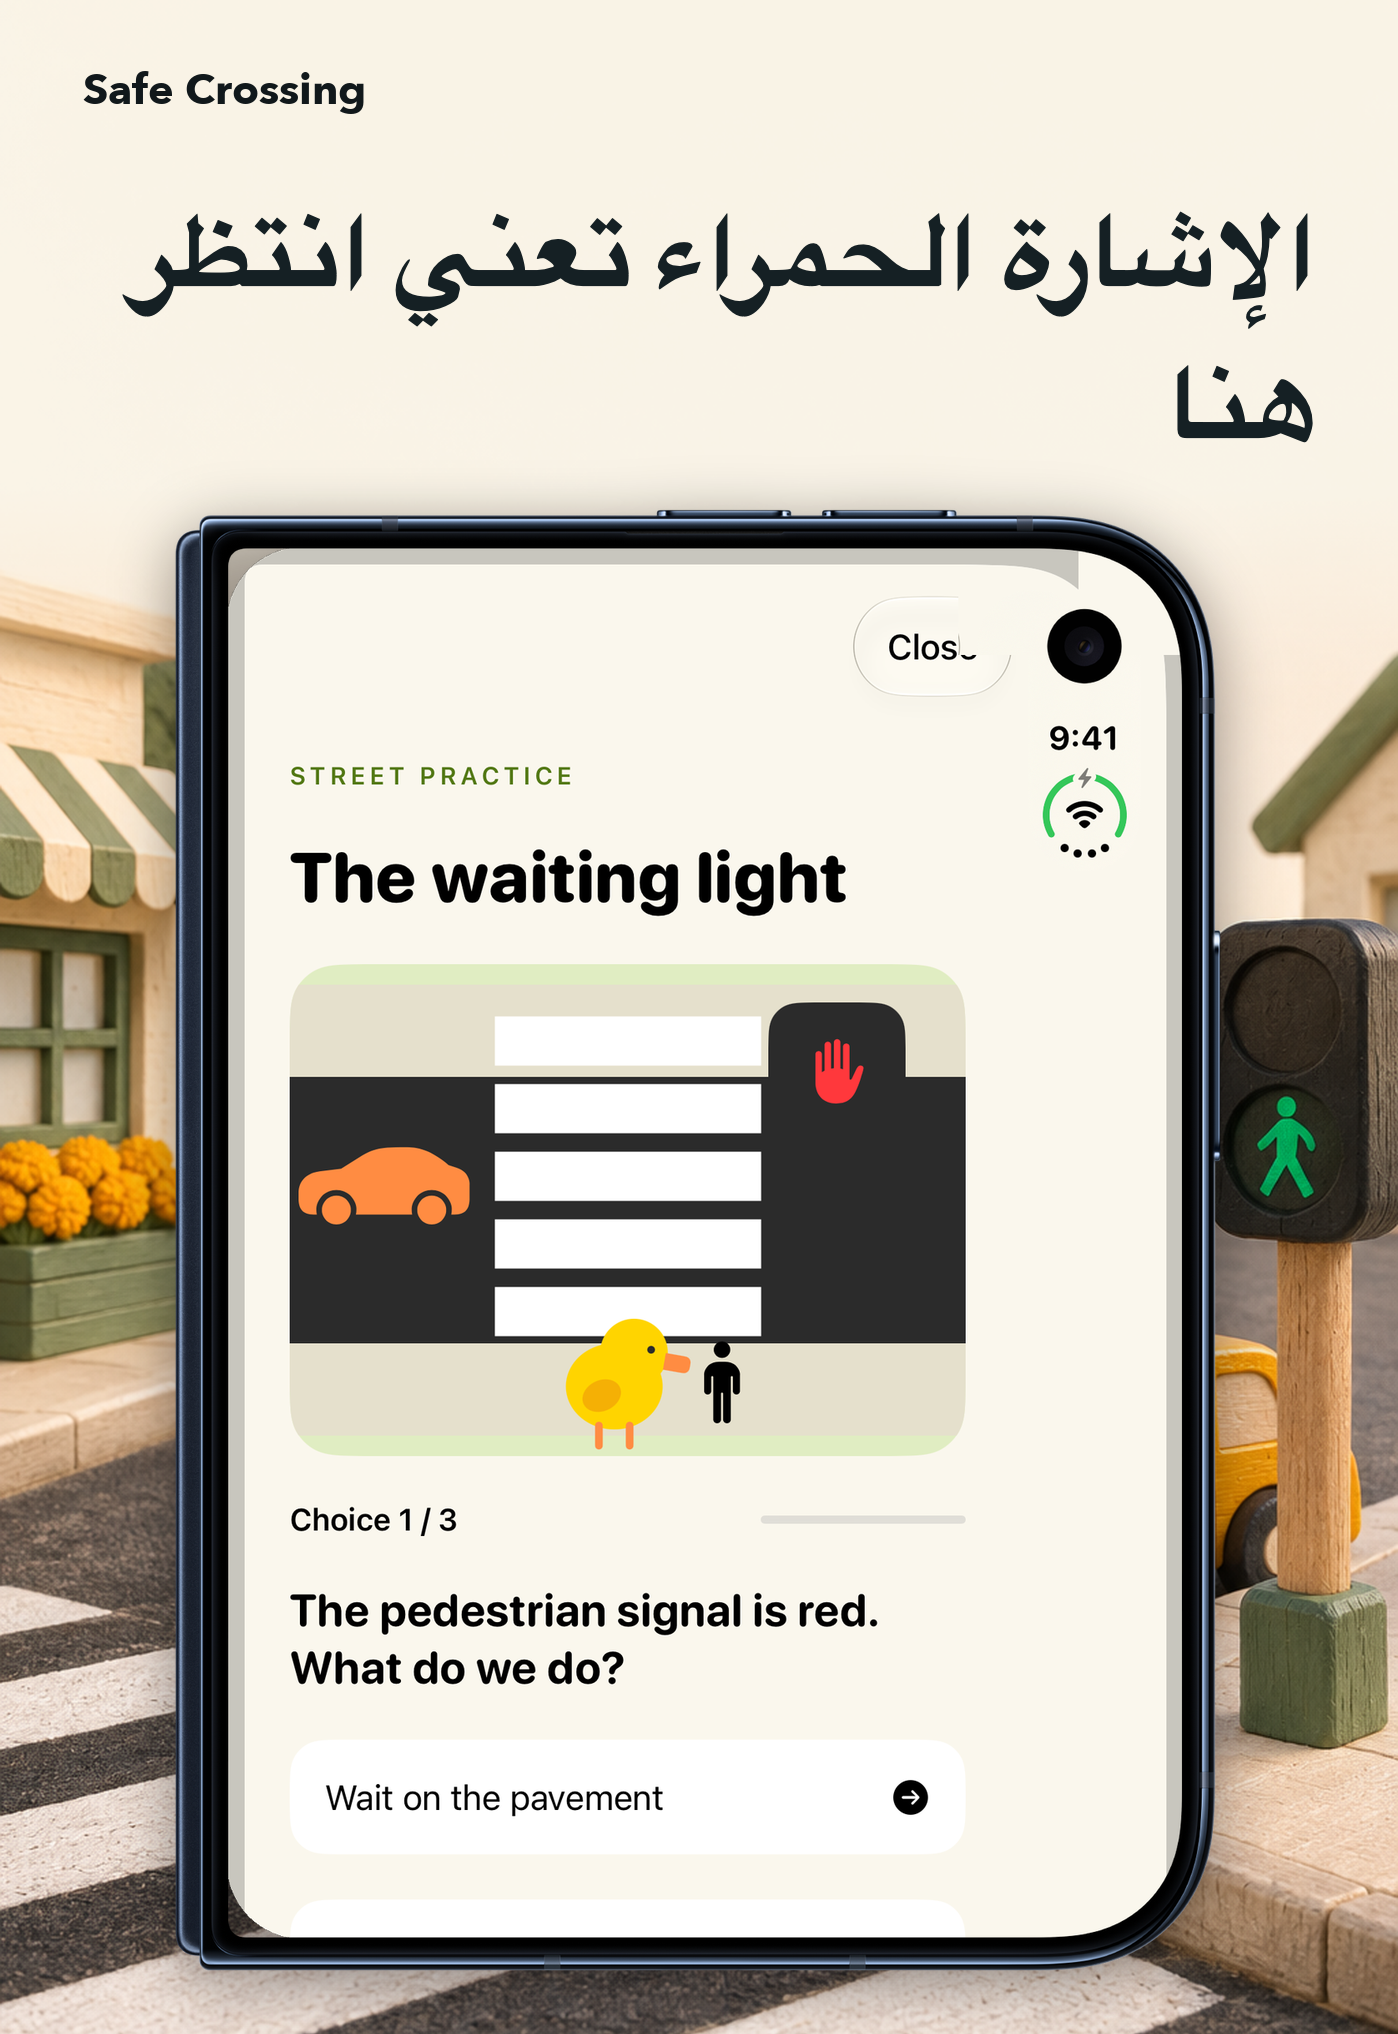 Safe Crossing
الإشارة الحمراء تعني انتظر
هنا
Close
9:41
STREET PRACTICE
The waiting light
Choice 1 / 3
The pedestrian signal is red.
What do we do?
Wait on the pavement